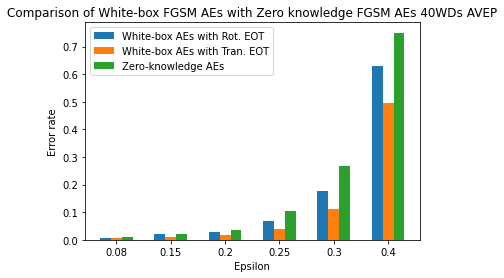 Comparison of White-box FGSM AEs with Zero knowledge FGSM AEs 40WDs AVEP
White-box AEs with Rot. EOT
White-box AEs with Tran. EOT
Zero-knowledge AEs
Error rate
0.7
0.6
0.5
0.4
0.3
0.2
0.1
0.0
0.08 0.15 0.2 0.25 0.3 0.4
Epsilon